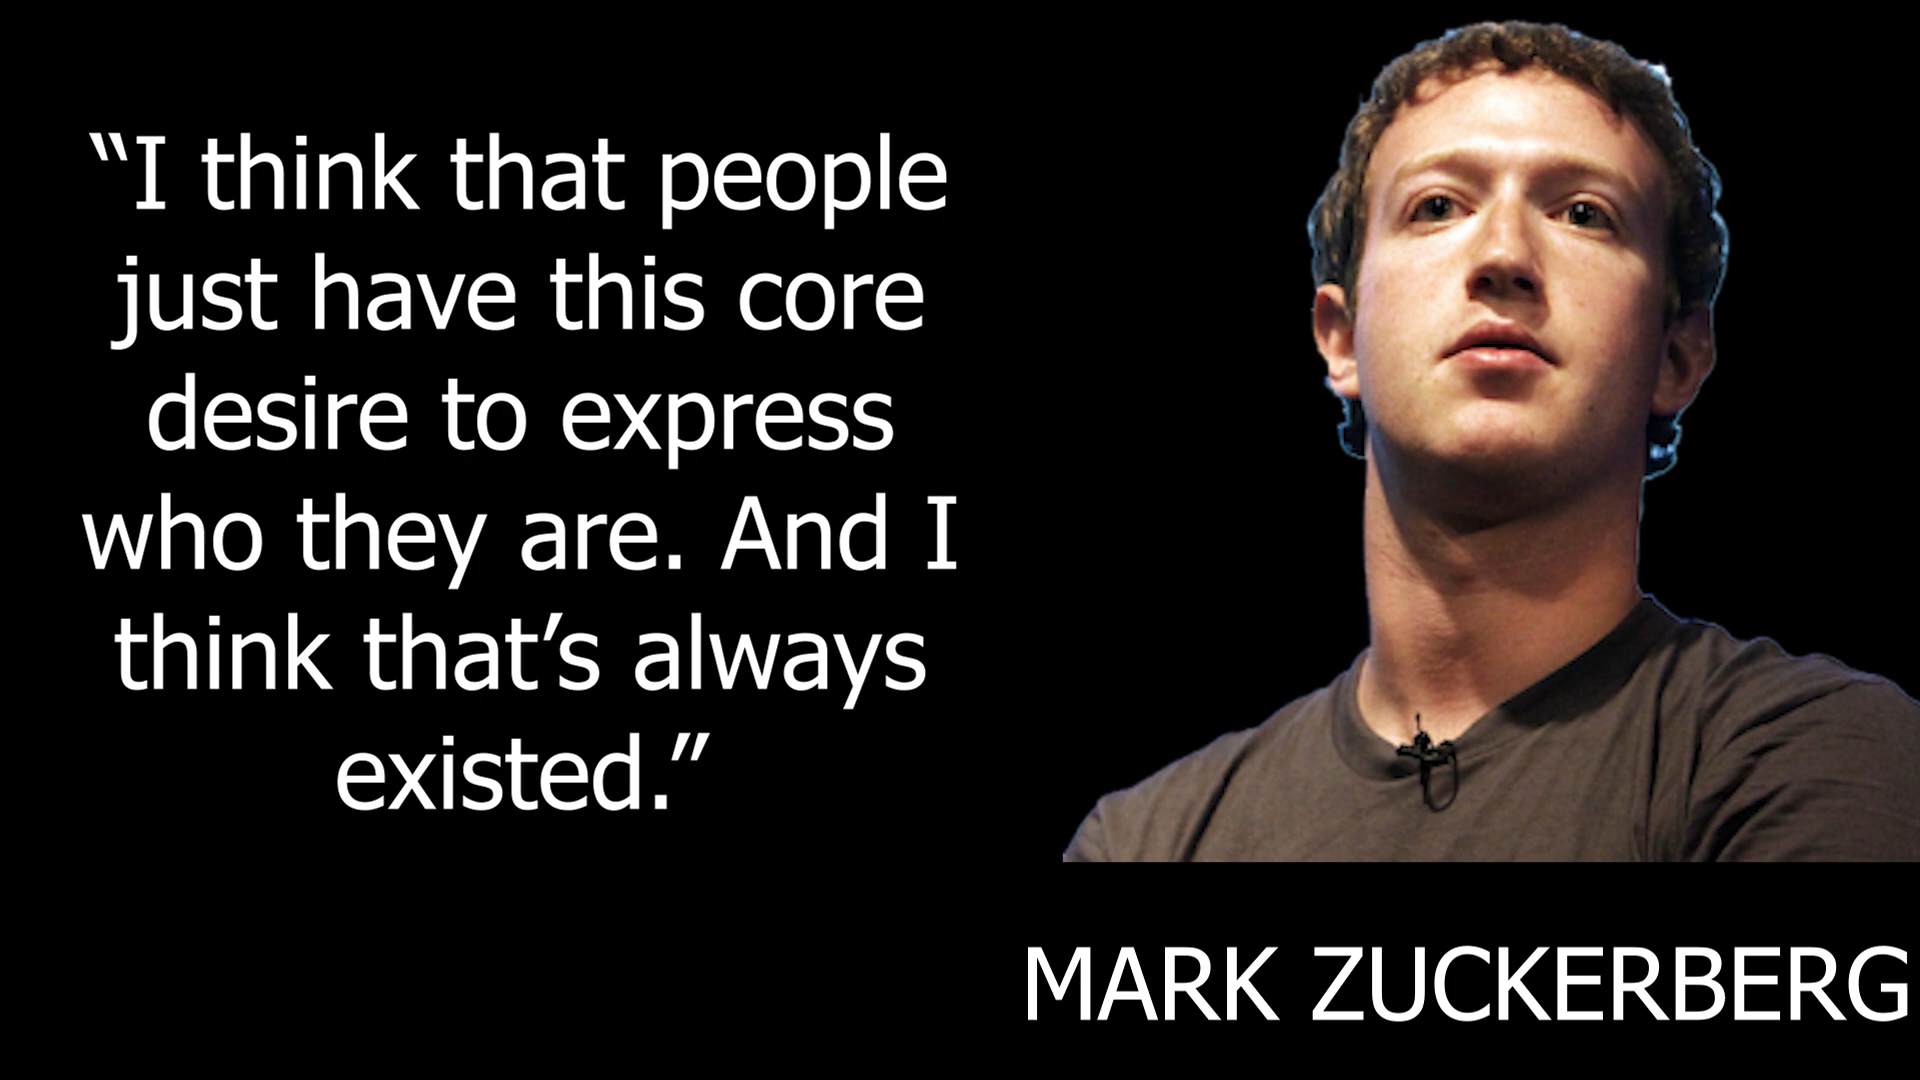 “I think that people
just have this core
desire to express
who they are. And I
think that’s always
existed.”
MARK ZUCKERBERG